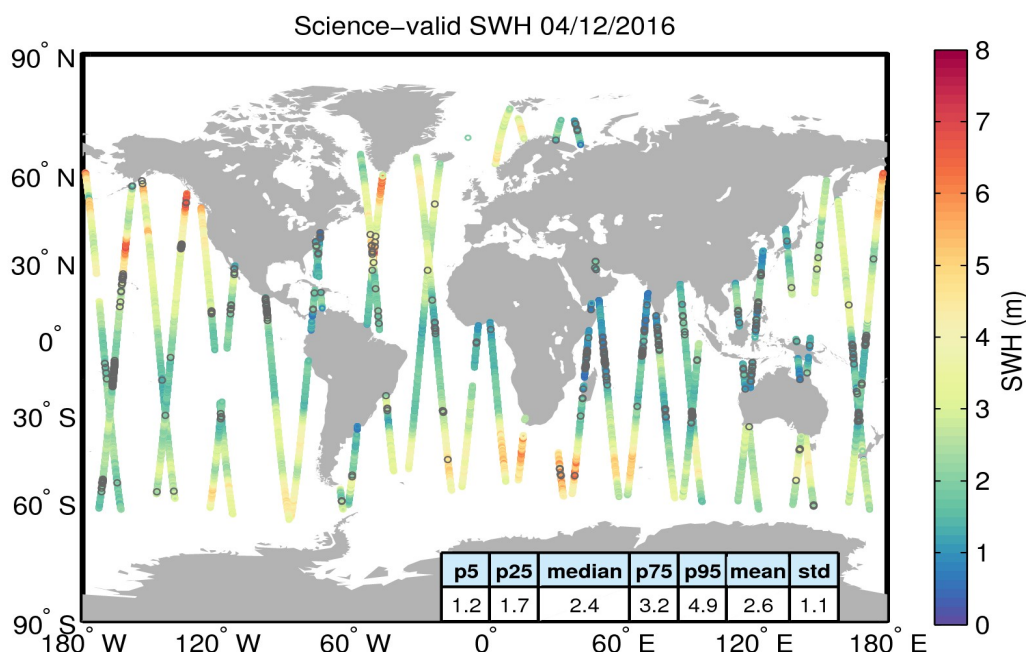 Science−valid SWH 04/12/2016
90° N
60° N
30° N
0°
30° S
60° S
90° S
180° W
120° W
60° W
0°
60° E
120° E
180° E
p5 p25 median p75 p95 mean std
1.2 1.7 2.4 3.2 4.9 2.6 1.1
8
7
6
5
4
3
2
1
0
SWH (m)